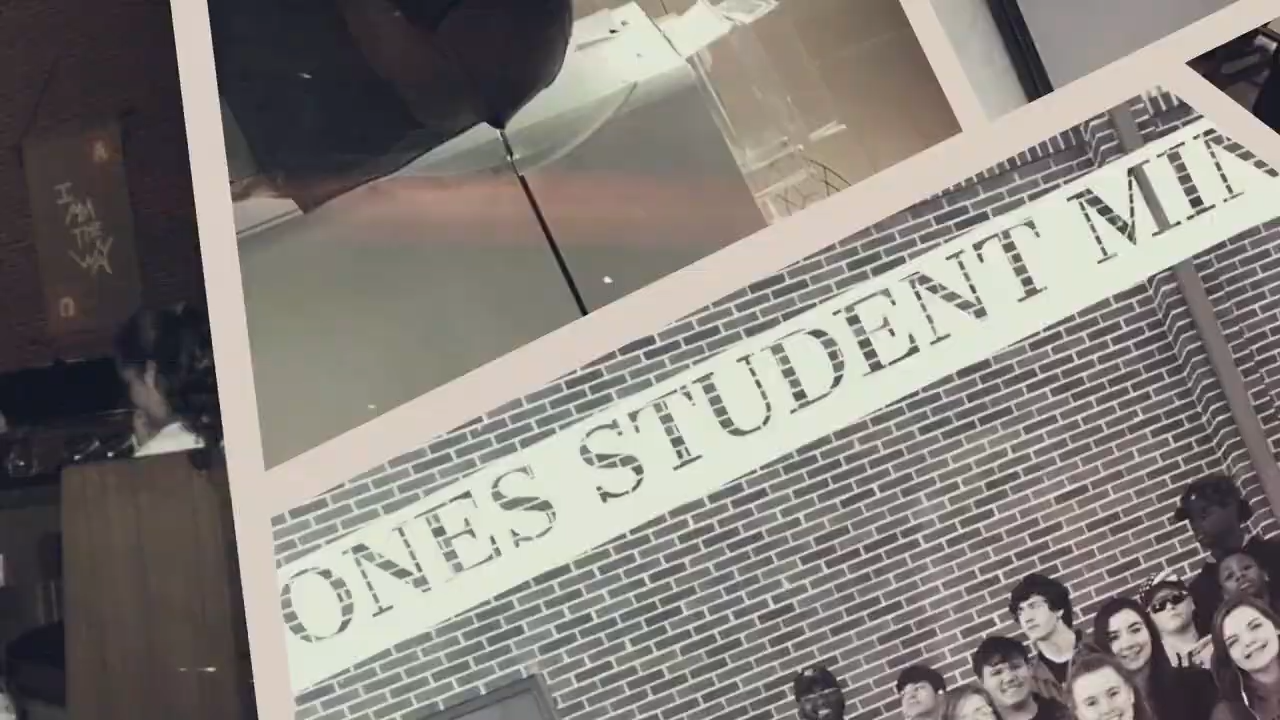 A
I
AM
THE
WAY
Ω
ONES STUDENT MIN